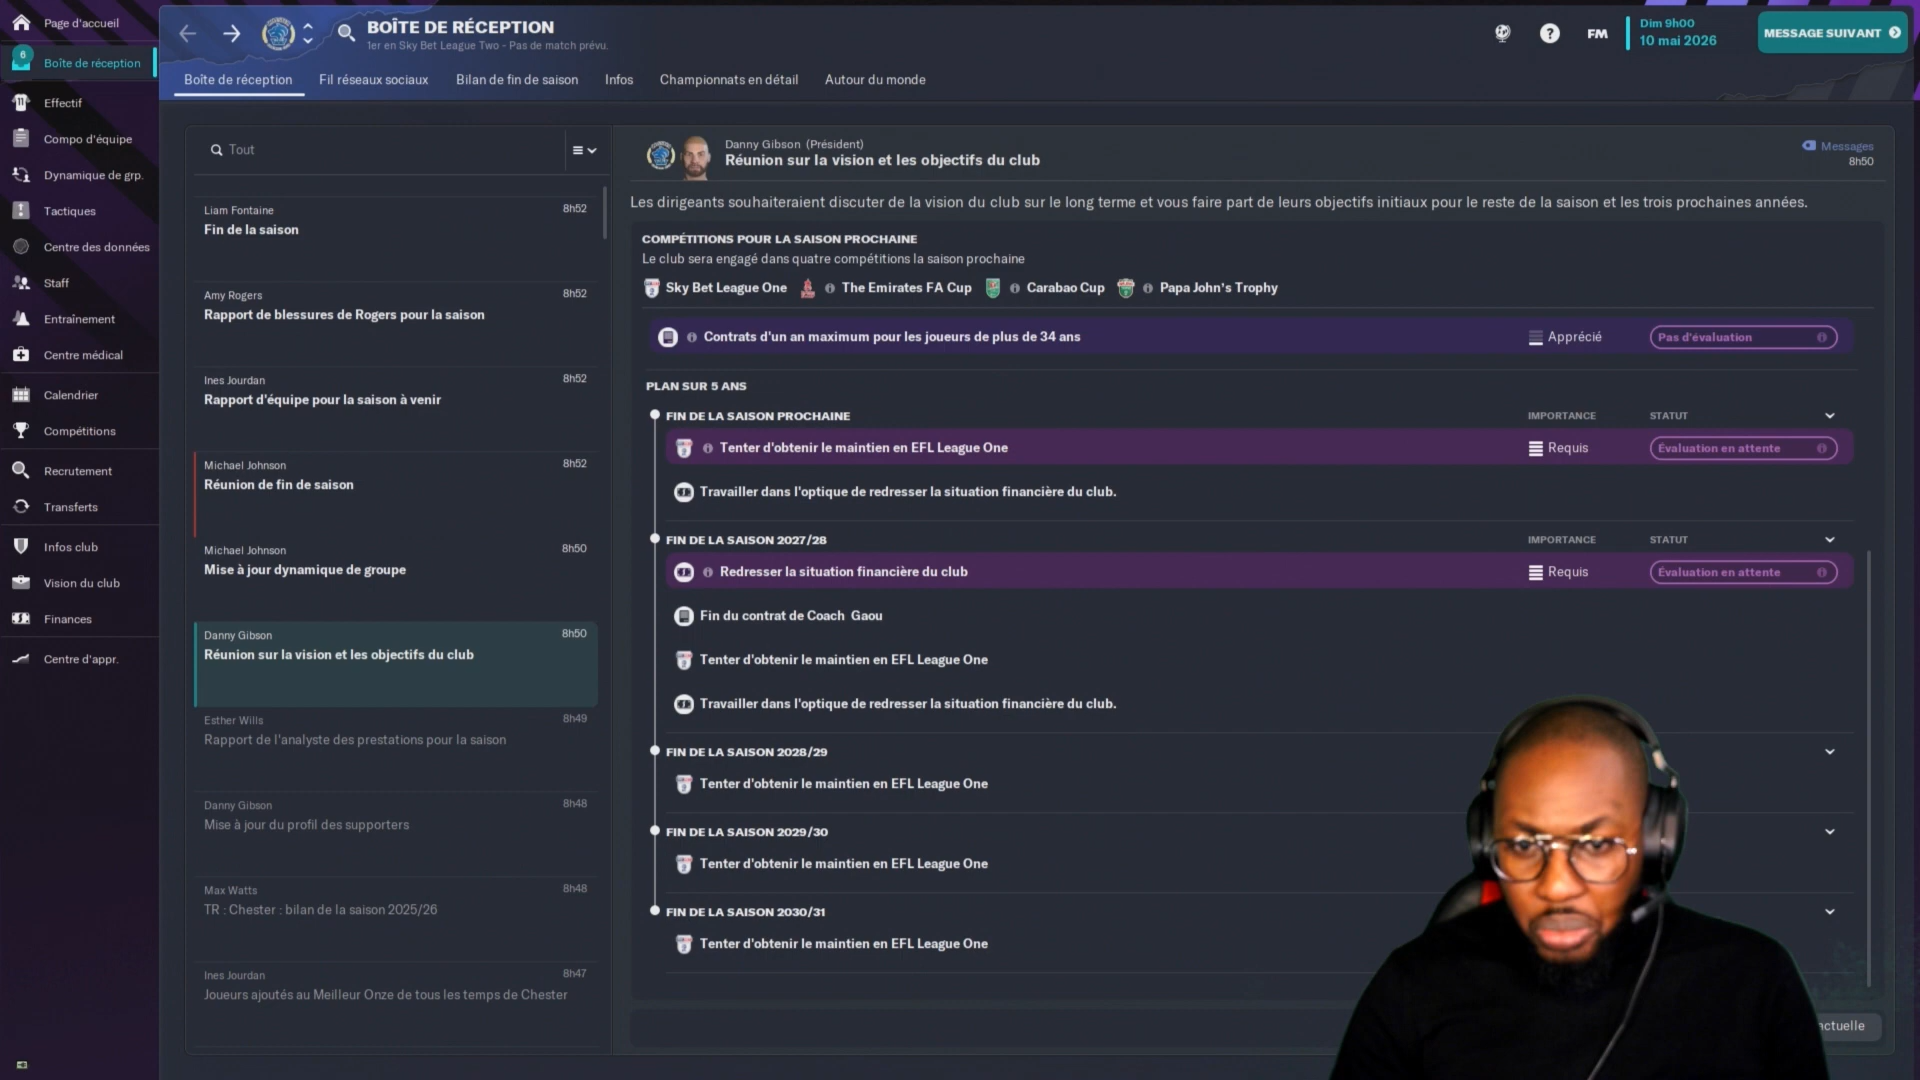 Page d'accueil
6
Boîte de réception
Effectif
Compo d'équipe
Dynamique de grp.
Tactiques
Centre des données
Staff
Entraînement
Centre médical
Calendrier
Compétitions
Recrutement
Transferts
Infos club
Vision du club
Finances
Centre d'appr.
BOÎTE DE RÉCEPTION
1er en Sky Bet League Two - Pas de match prévu.
FM
Dim 9h00
10 mai 2026
MESSAGE SUIVANT
Boîte de réception
Fil réseaux sociaux
Bilan de fin de saison
Infos
Championnats en détail
Autour du monde
Tout
Liam Fontaine 8h52
Fin de la saison
Amy Rogers 8h52
Rapport de blessures de Rogers pour la saison
Ines Jourdan 8h52
Rapport d'équipe pour la saison à venir
Michael Johnson 8h52
Réunion de fin de saison
Michael Johnson 8h50
Mise à jour dynamique de groupe
Danny Gibson 8h50
Réunion sur la vision et les objectifs du club
Esther Wills 8h49
Rapport de l'analyste des prestations pour la saison
Danny Gibson 8h48
Mise à jour du profil des supporters
Max Watts 8h48
TR : Chester : bilan de la saison 2025/26
Ines Jourdan 8h47
Joueurs ajoutés au Meilleur Onze de tous les temps de Chester
Danny Gibson (Président)
Réunion sur la vision et les objectifs du club
Messages
8h50
Les dirigeants souhaiteraient discuter de la vision du club sur le long terme et vous faire part de leurs objectifs initiaux pour le reste de la saison et les trois prochaines années.
COMPÉTITIONS POUR LA SAISON PROCHAINE
Le club sera engagé dans quatre compétitions la saison prochaine
Sky Bet League One The Emirates FA Cup Carabao Cup Papa John's Trophy
Contrats d'un an maximum pour les joueurs de plus de 34 ans Apprécié Pas d'évaluation
PLAN SUR 5 ANS
FIN DE LA SAISON PROCHAINE IMPORTANCE STATUT
Tenter d'obtenir le maintien en EFL League One Requis Évaluation en attente
Travailler dans l'optique de redresser la situation financière du club.
FIN DE LA SAISON 2027/28 IMPORTANCE STATUT
Redresser la situation financière du club Requis Évaluation en attente
Fin du contrat de Coach Gaou
Tenter d'obtenir le maintien en EFL League One
Travailler dans l'optique de redresser la situation financière du club.
FIN DE LA SAISON 2028/29
Tenter d'obtenir le maintien en EFL League One
FIN DE LA SAISON 2029/30
Tenter d'obtenir le maintien en EFL League One
FIN DE LA SAISON 2030/31
Tenter d'obtenir le maintien en EFL League One